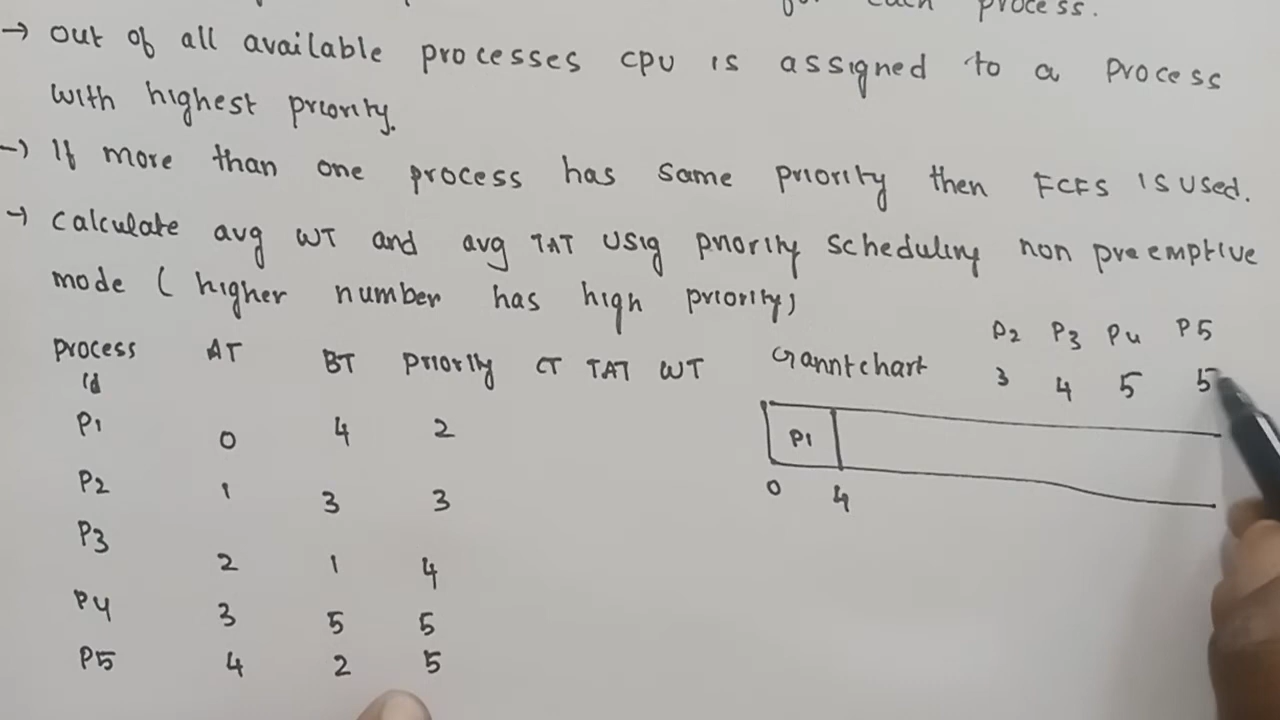 for each process.
→ out of all available processes cpu is assigned to a process
with highest priority.
→ If more than one process has same priority then FCFS is used.
→ calculate avg WT and avg TAT usig priority scheduling non preemptive
mode (higher number has high priority)
process Id AT BT priority CT TAT WT
P1 0 4 2
P2 1 3 3
P3 2 1 4
P4 3 5 5
P5 4 2 5
Ganntchart
P2 P3 P4 P5
3 4 5 5
P1
0 4